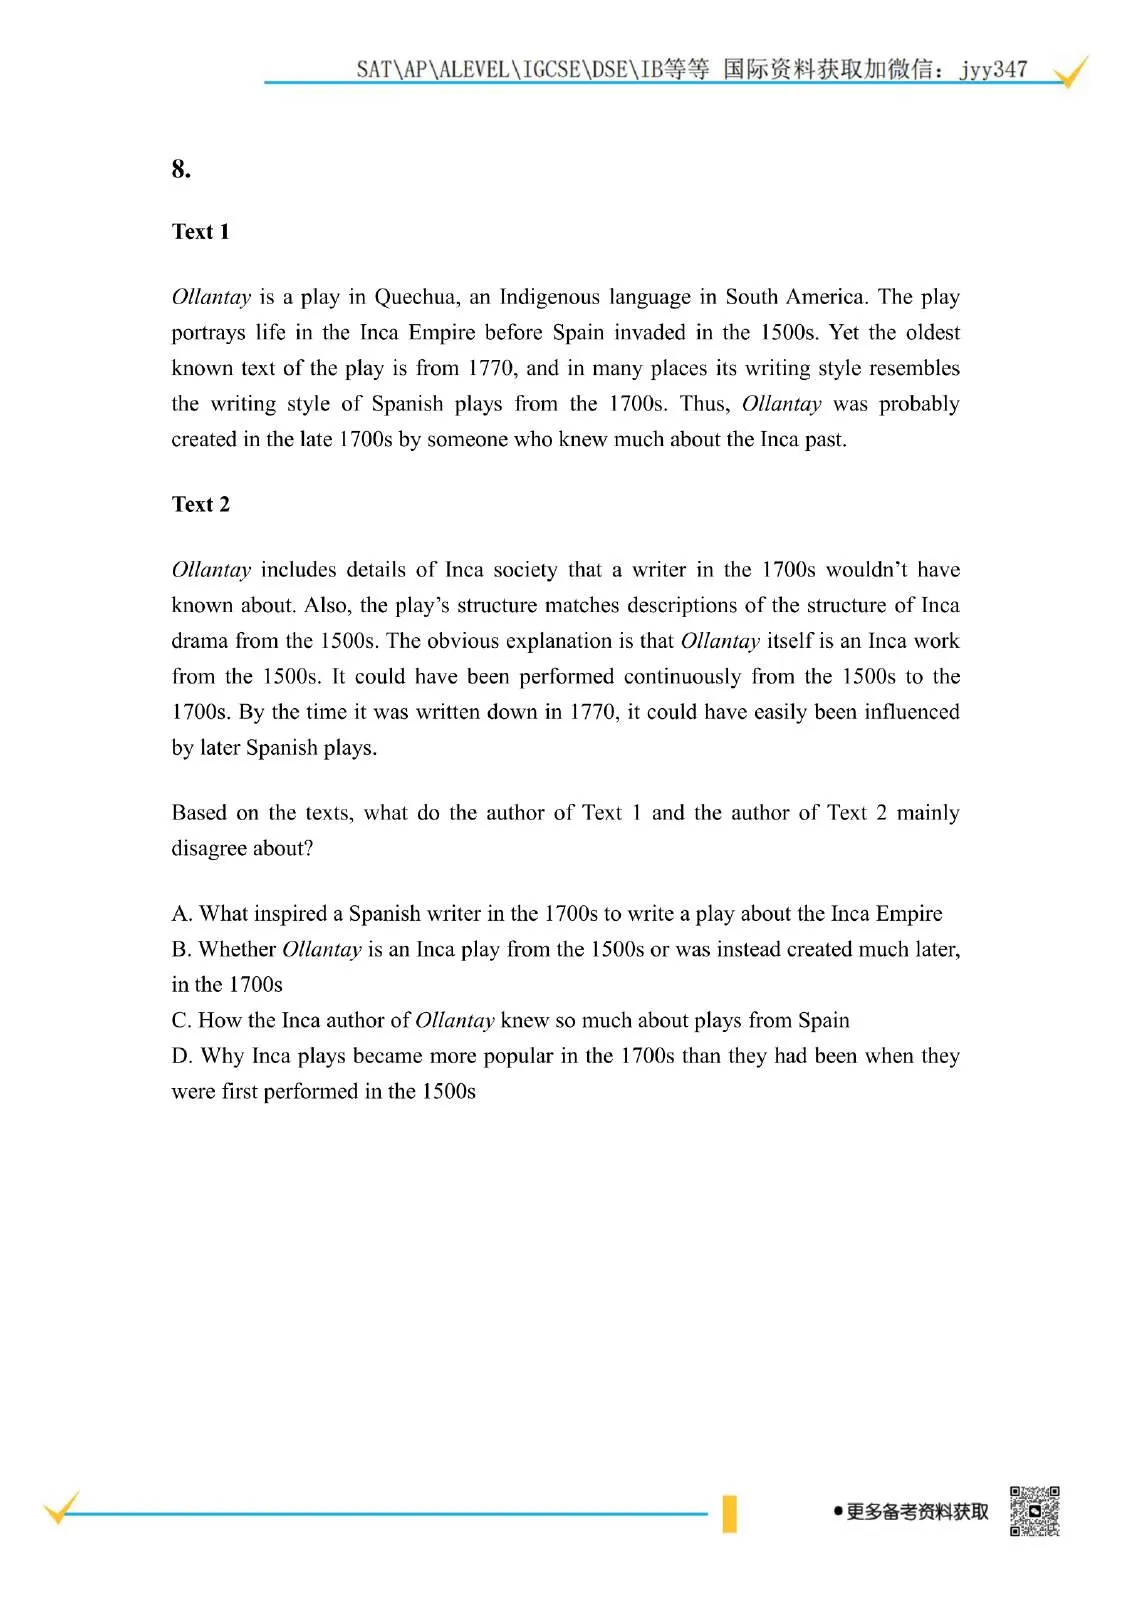 SAT\AP\ALEVEL\IGCSE\DSE\IB等等 国际资料获取加微信：jyy347
8.
Text 1
Ollantay is a play in Quechua, an Indigenous language in South America. The play
portrays life in the Inca Empire before Spain invaded in the 1500s. Yet the oldest
known text of the play is from 1770, and in many places its writing style resembles
the writing style of Spanish plays from the 1700s. Thus, Ollantay was probably
created in the late 1700s by someone who knew much about the Inca past.
Text 2
Ollantay includes details of Inca society that a writer in the 1700s wouldn’t have
known about. Also, the play’s structure matches descriptions of the structure of Inca
drama from the 1500s. The obvious explanation is that Ollantay itself is an Inca work
from the 1500s. It could have been performed continuously from the 1500s to the
1700s. By the time it was written down in 1770, it could have easily been influenced
by later Spanish plays.
Based on the texts, what do the author of Text 1 and the author of Text 2 mainly
disagree about?
A. What inspired a Spanish writer in the 1700s to write a play about the Inca Empire
B. Whether Ollantay is an Inca play from the 1500s or was instead created much later,
in the 1700s
C. How the Inca author of Ollantay knew so much about plays from Spain
D. Why Inca plays became more popular in the 1700s than they had been when they
were first performed in the 1500s
●更多备考资料获取